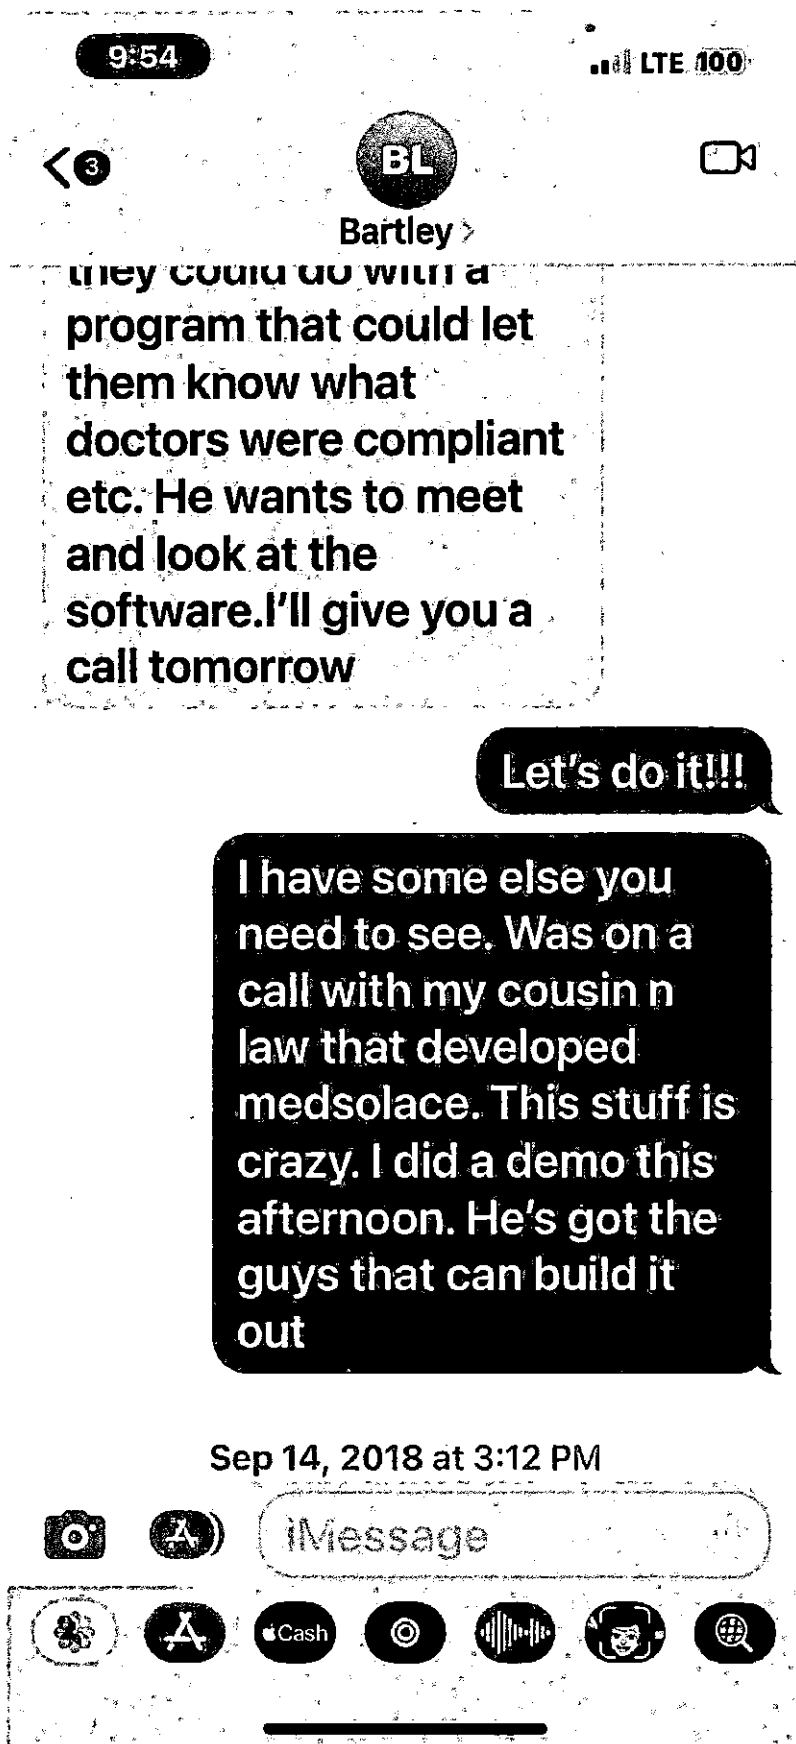 9:54
LTE 100
3
BL
Bartley
they could do with a
program that could let
them know what
doctors were compliant
etc. He wants to meet
and look at the
software.I'll give you a
call tomorrow
Let's do it!!!
I have some else you
need to see. Was on a
call with my cousin n
law that developed
medsolace. This stuff is
crazy. I did a demo this
afternoon. He's got the
guys that can build it
out
Sep 14, 2018 at 3:12 PM
iMessage
Cash